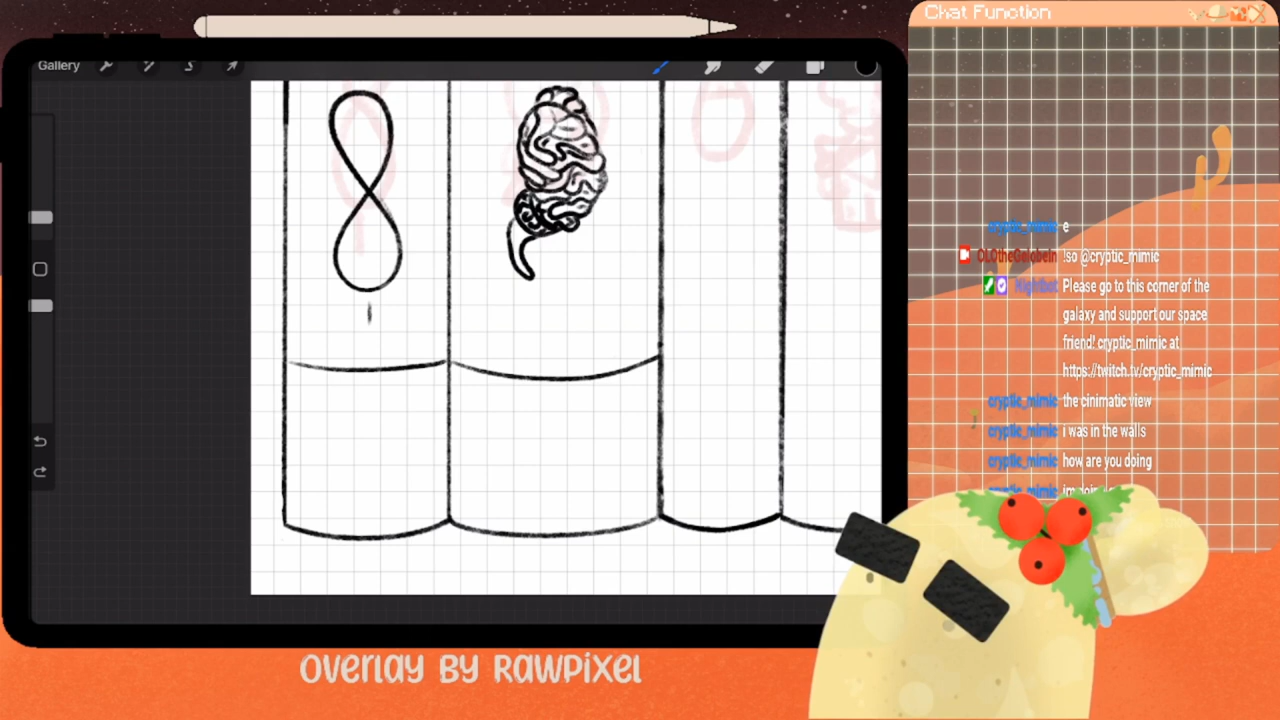 Chat Function
Gallery
cryptic_mimic e
OLOtheGolobein !so @cryptic_mimic
Nightbot Please go to this corner of the
galaxy and support our space
friend! cryptic_mimic at
https://twitch.tv/cryptic_mimic
cryptic_mimic the cinimatic view
cryptic_mimic i was in the walls
cryptic_mimic how are you doing
cryptic_mimic
Overlay by Rawpixel